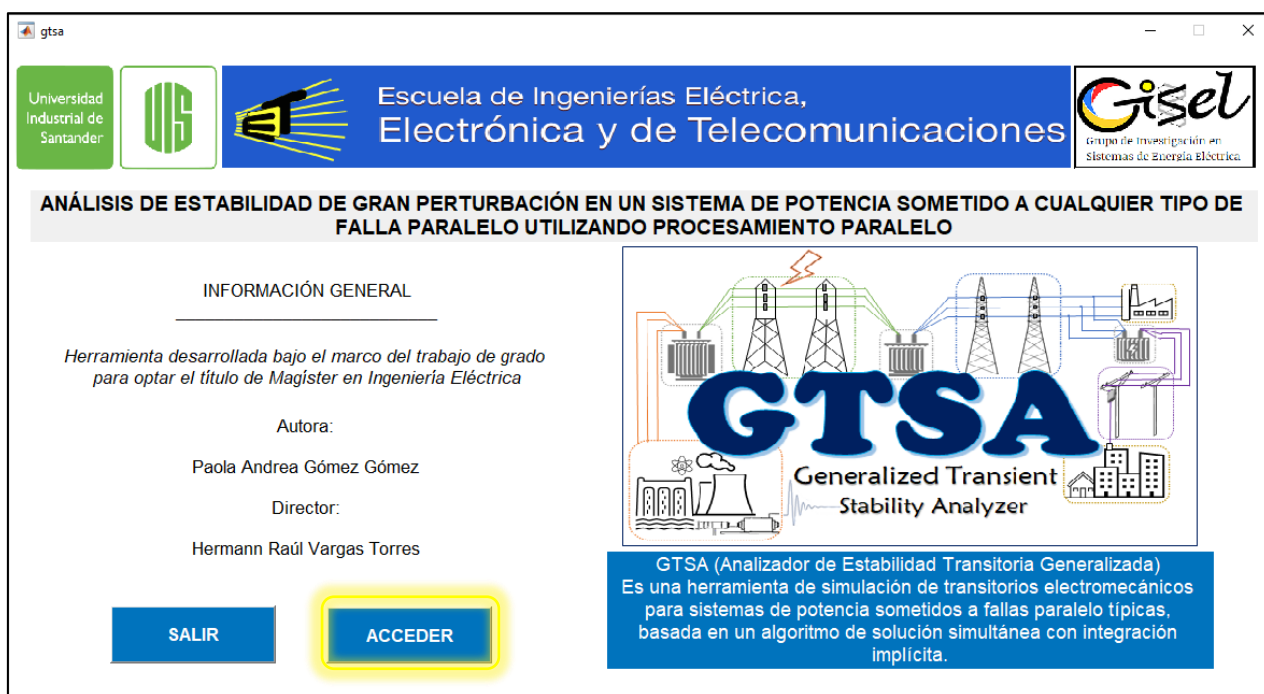 gtsa
Universidad
Industrial de
Santander
UIS
Escuela de Ingenierías Eléctrica,
Electrónica y de Telecomunicaciones
Gisel
Grupo de Investigación en
Sistemas de Energía Eléctrica
ANÁLISIS DE ESTABILIDAD DE GRAN PERTURBACIÓN EN UN SISTEMA DE POTENCIA SOMETIDO A CUALQUIER TIPO DE
FALLA PARALELO UTILIZANDO PROCESAMIENTO PARALELO
INFORMACIÓN GENERAL
Herramienta desarrollada bajo el marco del trabajo de grado
para optar el título de Magíster en Ingeniería Eléctrica
Autora:
Paola Andrea Gómez Gómez
Director:
Hermann Raúl Vargas Torres
SALIR
ACCEDER
GTSA
Generalized Transient
Stability Analyzer
GTSA (Analizador de Estabilidad Transitoria Generalizada)
Es una herramienta de simulación de transitorios electromecánicos
para sistemas de potencia sometidos a fallas paralelo típicas,
basada en un algoritmo de solución simultánea con integración
implícita.